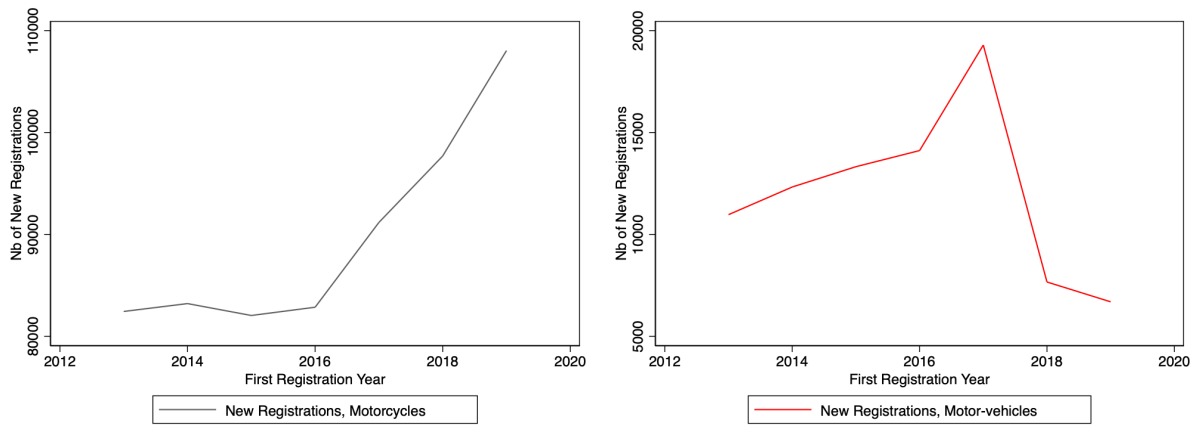 Nb of New Registrations
110000
100000
90000
80000
2012 2014 2016 2018 2020
First Registration Year
New Registrations, Motorcycles
Nb of New Registrations
20000
15000
10000
5000
2012 2014 2016 2018 2020
First Registration Year
New Registrations, Motor-vehicles